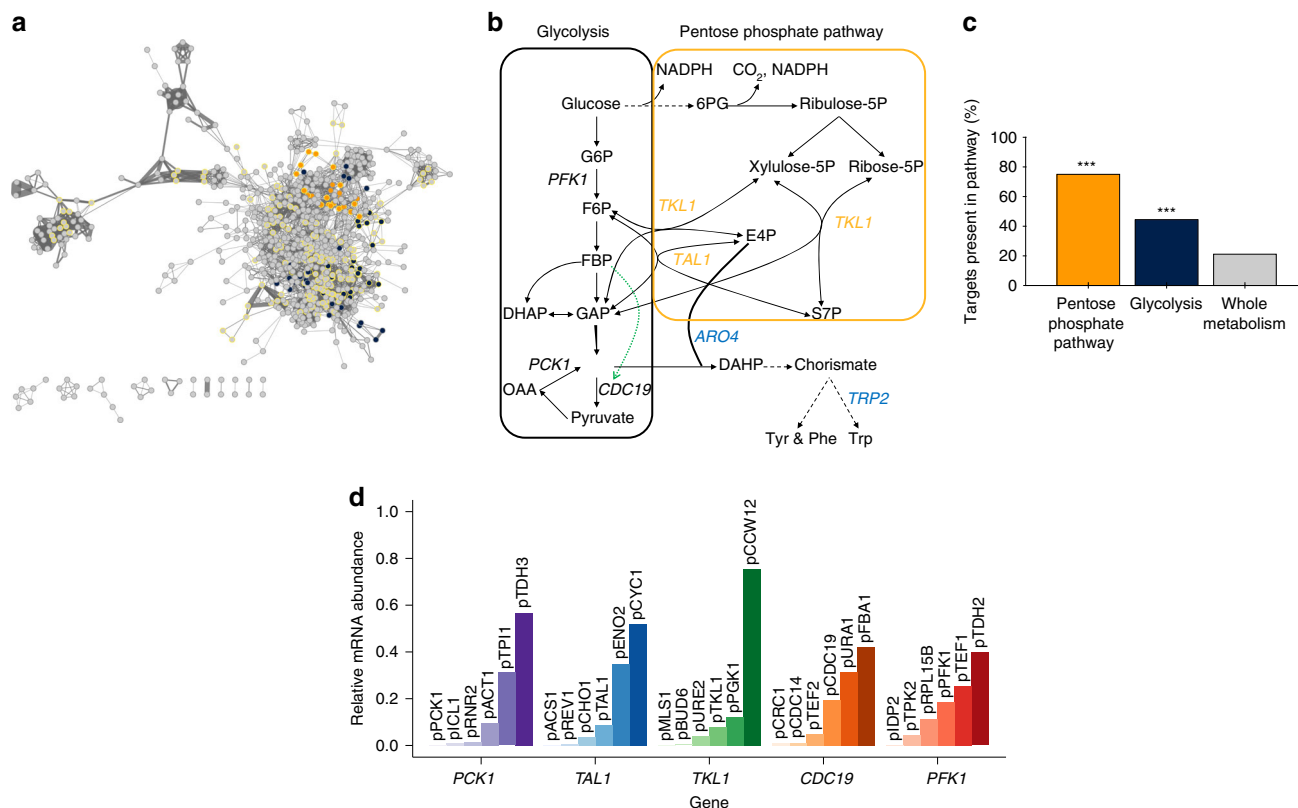 a
b
Glycolysis
Pentose phosphate pathway
NADPH
CO2, NADPH
Glucose
6PG
Ribulose-5P
G6P
PFK1
Xylulose-5P
Ribose-5P
F6P
TKL1
TKL1
E4P
TAL1
FBP
DHAP
GAP
S7P
ARO4
PCK1
CDC19
DAHP
Chorismate
OAA
TRP2
Pyruvate
Tyr & Phe
Trp
c
Targets present in pathway (%)
100
80
60
40
20
0
***
***
Pentose
phosphate
pathway
Glycolysis
Whole
metabolism
d
Relative mRNA abundance
1.0
0.8
0.6
0.4
0.2
0.0
pPCK1
pICL1
pRNR2
pACT1
pTPI1
pTDH3
pACS1
pREV1
pCHO1
pTAL1
pENO2
pCYC1
pMLS1
pBUD6
pURE2
pTKL1
pPGK1
pCCW12
pCRC1
pCDC14
pTEF2
pCDC19
pURA1
pFBA1
pIDP2
pTPK2
pRPL15B
pPFK1
pTEF1
pTDH2
PCK1
TAL1
TKL1
CDC19
PFK1
Gene